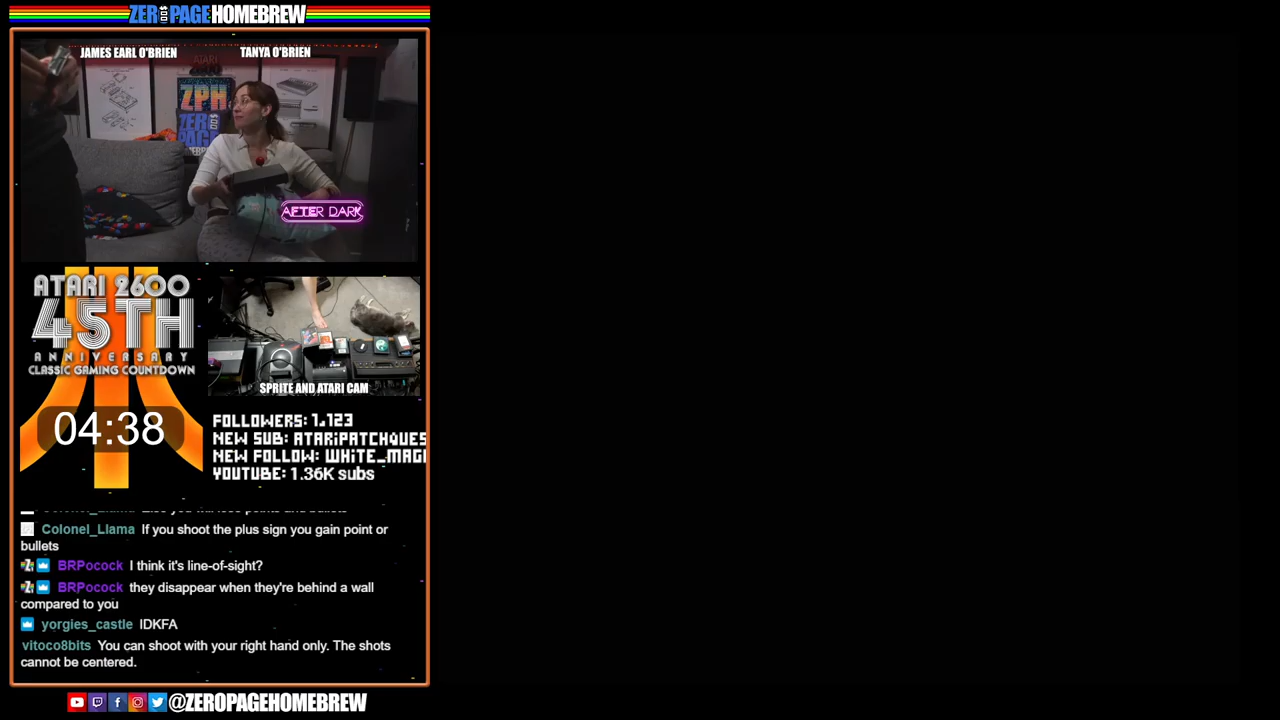 ZEROPAGE HOMEBREW
JAMES EARL O'BRIEN
TANYA O'BRIEN
ATARI
ZPH
ZERO
PAGE
AFTER DARK
ATARI 2600
45TH
ANNIVERSARY
CLASSIC GAMING COUNTDOWN
04:38
SPRITE AND ATARI CAM
FOLLOWERS: 1,123
NEW SUB: ATARIPATCHQUES
NEW FOLLOW: WHITE_MAG
YOUTUBE: 1.36K subs
Colonel_Llama If you shoot the plus sign you gain point or
bullets
BRPocock I think it's line-of-sight?
BRPocock they disappear when they're behind a wall
compared to you
yorgies_castle IDKFA
vitoco8bits You can shoot with your right hand only. The shots
cannot be centered.
@ZEROPAGEHOMEBREW